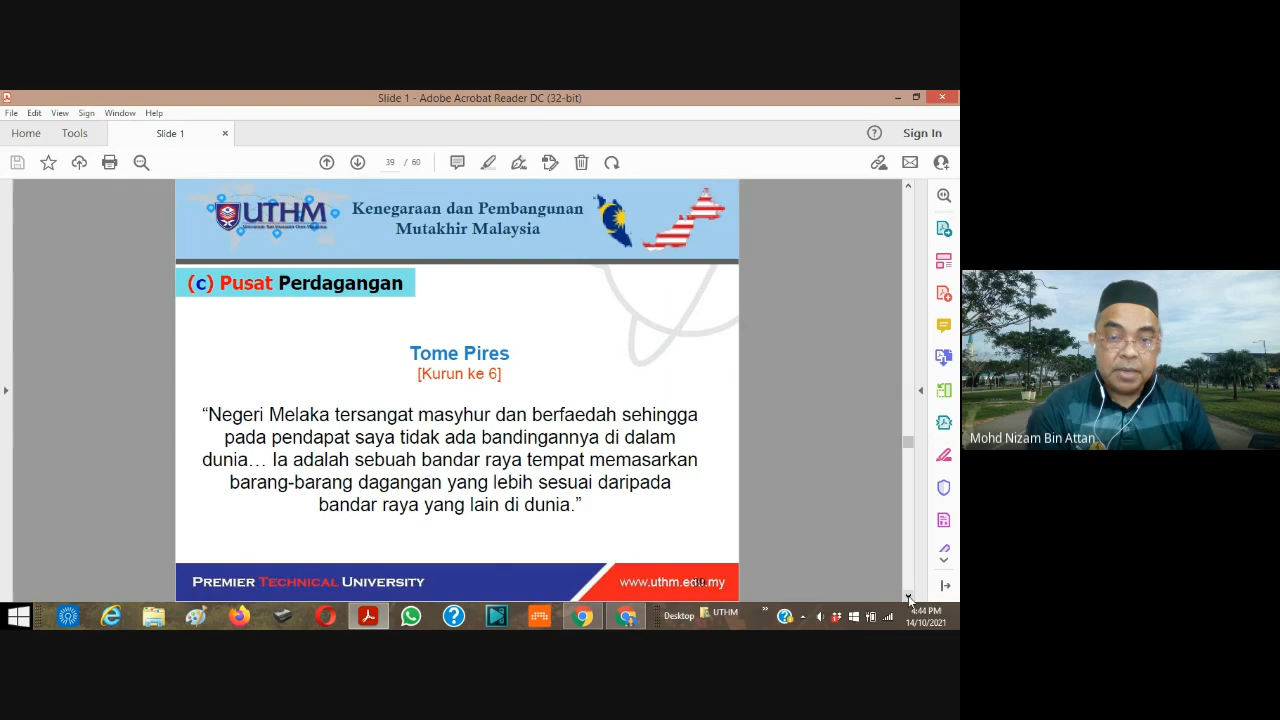 Slide 1 - Adobe Acrobat Reader DC (32-bit)
File Edit View Sign Window Help
Home Tools Slide 1 Sign In
39 / 60
UTHM
Kenegaraan dan Pembangunan
Mutakhir Malaysia
(c) Pusat Perdagangan
Tome Pires
[Kurun ke 6]
“Negeri Melaka tersangat masyhur dan berfaedah sehingga
pada pendapat saya tidak ada bandingannya di dalam
dunia… Ia adalah sebuah bandar raya tempat memasarkan
barang-barang dagangan yang lebih sesuai daripada
bandar raya yang lain di dunia.”
PREMIER TECHNICAL UNIVERSITY
www.uthm.edu.my
Mohd Nizam Bin Attan
Desktop UTHM
4:44 PM
14/10/2021